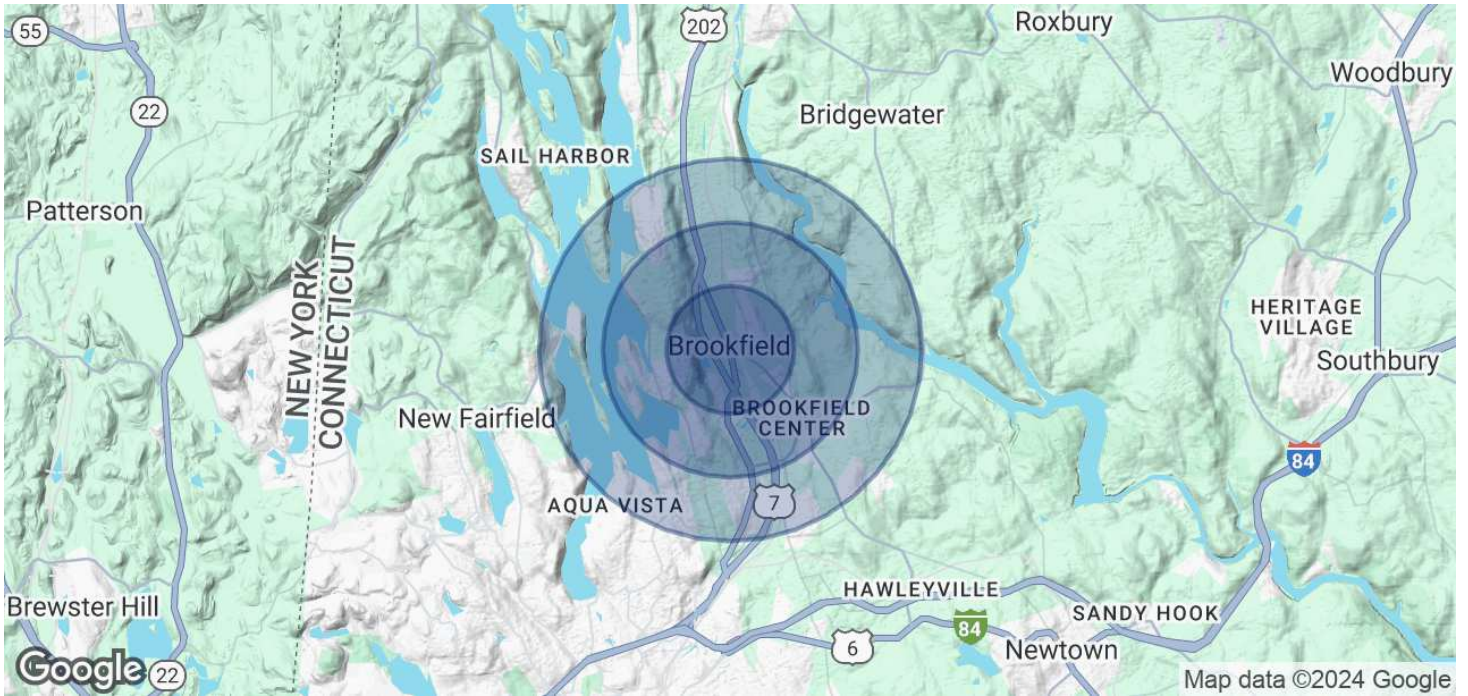 55
202
Roxbury
Woodbury
22
Bridgewater
SAIL HARBOR
Patterson
NEW YORK
CONNECTICUT
HERITAGE
VILLAGE
Brookfield
Southbury
New Fairfield
BROOKFIELD
CENTER
84
AQUA VISTA
7
HAWLEYVILLE
Brewster Hill
SANDY HOOK
84
6
Newtown
Google
22
Map data ©2024 Google